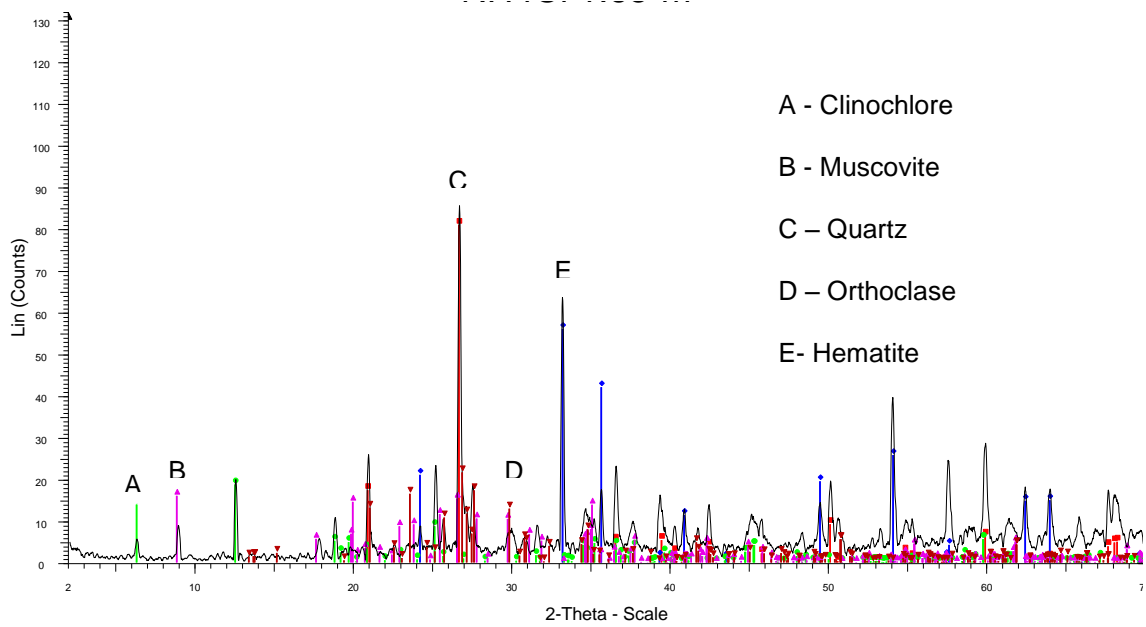 130
120
110
100
90
80
70
60
50
40
30
20
10
0
Lin (Counts)
2
10
20
30
40
50
60
2-Theta - Scale
A
B
C
D
E
A - Clinochlore
B - Muscovite
C – Quartz
D – Orthoclase
E- Hematite